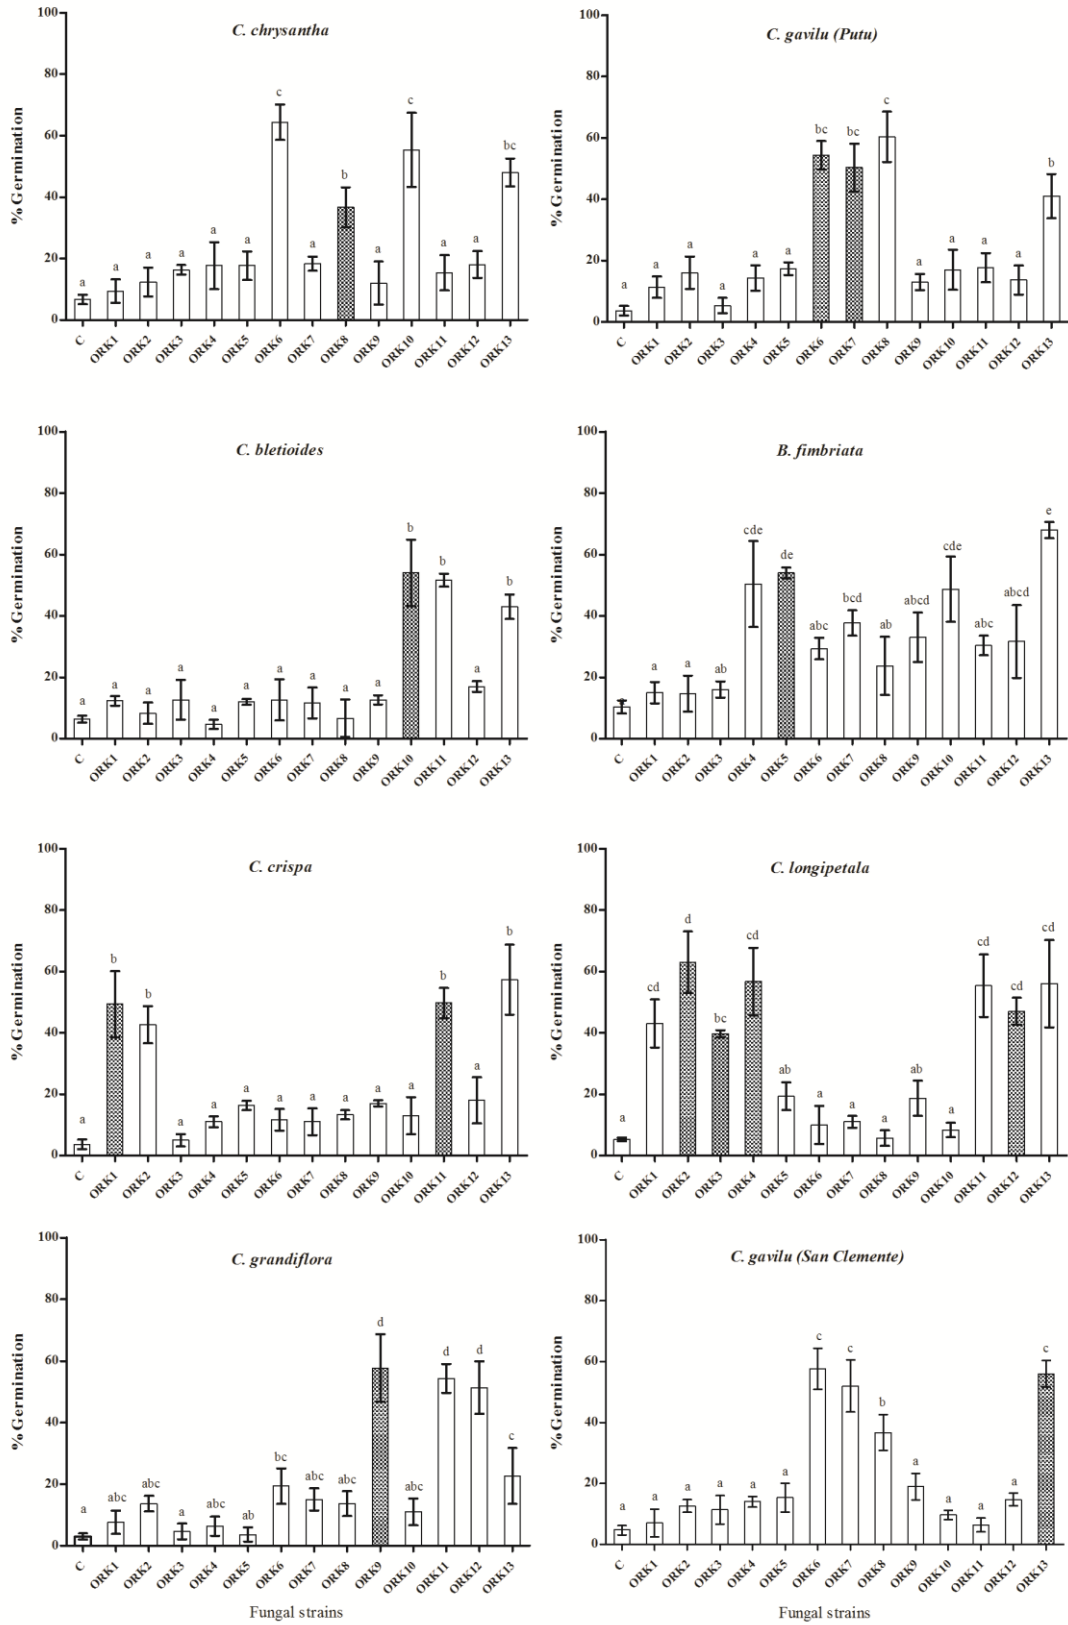 C. chrysantha
% Germination
100
80
60
40
20
0
a a a a a a c a b a c a a bc
C ORK1 ORK2 ORK3 ORK4 ORK5 ORK6 ORK7 ORK8 ORK9 ORK10 ORK11 ORK12 ORK13
C. gavilu (Putu)
% Germination
100
80
60
40
20
0
a a a a a a bc bc c a a a a b
C ORK1 ORK2 ORK3 ORK4 ORK5 ORK6 ORK7 ORK8 ORK9 ORK10 ORK11 ORK12 ORK13
C. bletioides
% Germination
100
80
60
40
20
0
a a a a a a a a a a b b a b
C ORK1 ORK2 ORK3 ORK4 ORK5 ORK6 ORK7 ORK8 ORK9 ORK10 ORK11 ORK12 ORK13
B. fimbriata
% Germination
100
80
60
40
20
0
a a ab cde de abc bcd ab abcd cde abc abcd e
C ORK1 ORK2 ORK3 ORK4 ORK5 ORK6 ORK7 ORK8 ORK9 ORK10 ORK11 ORK12 ORK13
C. crispa
% Germination
100
80
60
40
20
0
a b b a a a a a a a a b a b
C ORK1 ORK2 ORK3 ORK4 ORK5 ORK6 ORK7 ORK8 ORK9 ORK10 ORK11 ORK12 ORK13
C. longipetala
% Germination
100
80
60
40
20
0
a cd d bc cd ab a a a ab a cd cd cd
C ORK1 ORK2 ORK3 ORK4 ORK5 ORK6 ORK7 ORK8 ORK9 ORK10 ORK11 ORK12 ORK13
C. grandiflora
% Germination
100
80
60
40
20
0
a abc abc a abc ab bc abc abc d abc d d c
C ORK1 ORK2 ORK3 ORK4 ORK5 ORK6 ORK7 ORK8 ORK9 ORK10 ORK11 ORK12 ORK13
Fungal strains
C. gavilu (San Clemente)
% Germination
100
80
60
40
20
0
a a a a a a c c b a a a a c
C ORK1 ORK2 ORK3 ORK4 ORK5 ORK6 ORK7 ORK8 ORK9 ORK10 ORK11 ORK12 ORK13
Fungal strains